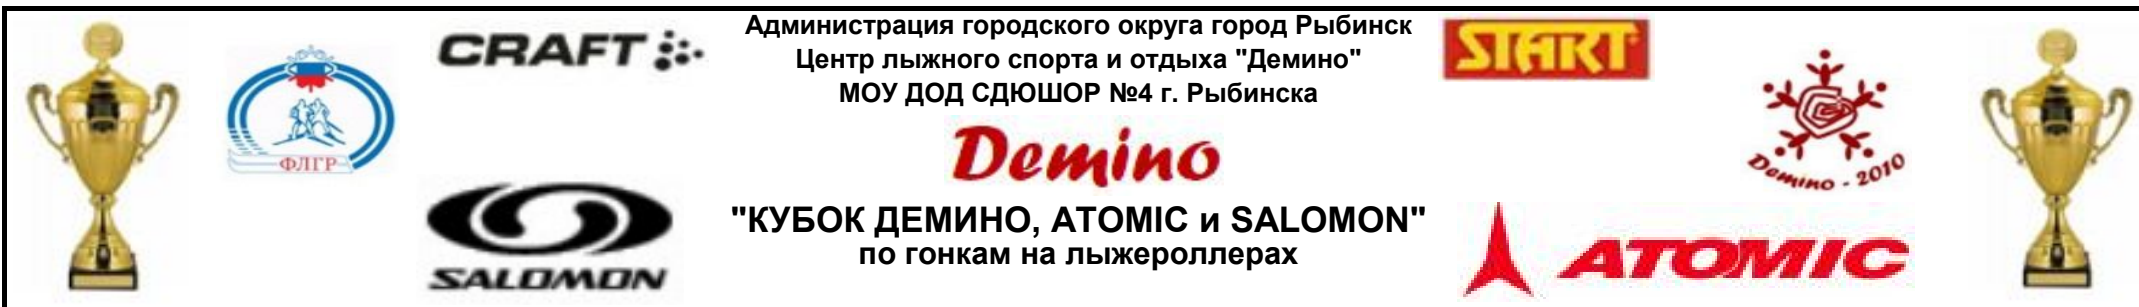 Администрация городского округа город Рыбинск
Центр лыжного спорта и отдыха "Демино"
МОУ ДОД СДЮШОР №4 г. Рыбинска
CRAFT
START
ФЛГР
Demino
Demino - 2010
SALOMON
"КУБОК ДЕМИНО, ATOMIC и SALOMON"
по гонкам на лыжероллерах
ATOMIC